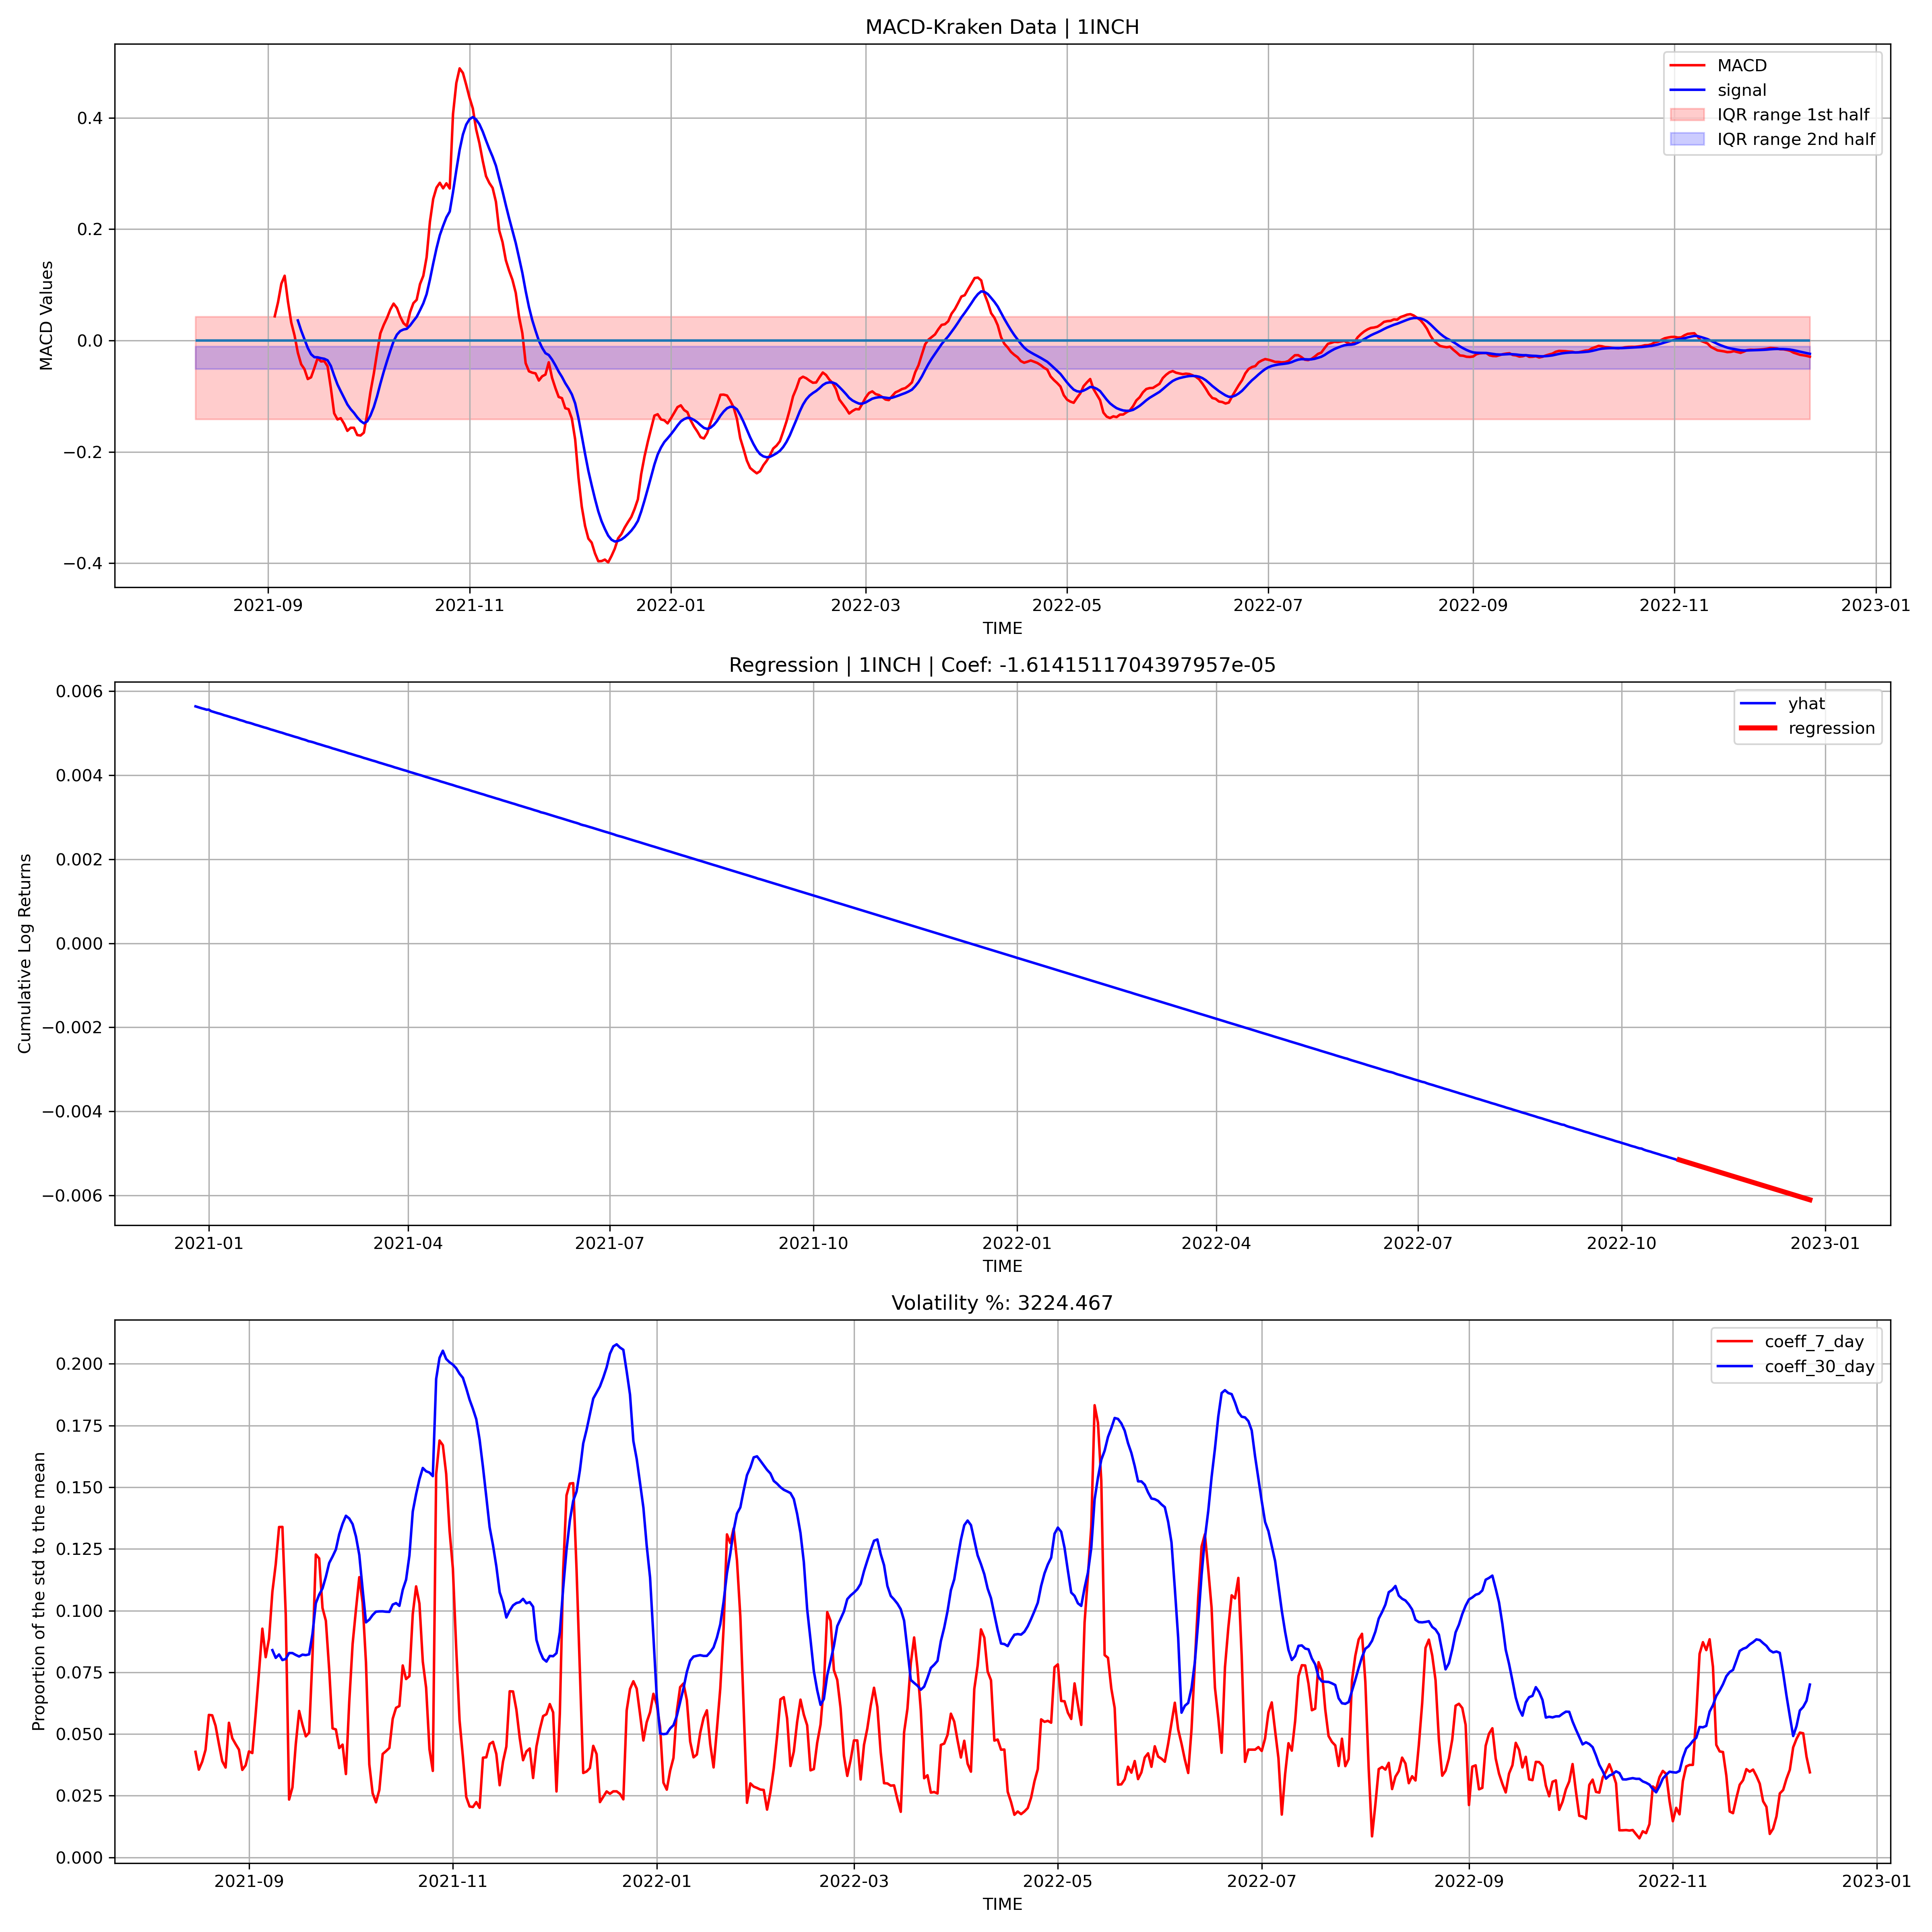 MACD-Kraken Data | 1INCH
MACD
signal
IQR range 1st half
IQR range 2nd half
0.4
0.2
0.0
−0.2
−0.4
MACD Values
2021-09 2021-11 2022-01 2022-03 2022-05 2022-07 2022-09 2022-11 2023-01
TIME
Regression | 1INCH | Coef: -1.6141511704397957e-05
yhat
regression
0.006
0.004
0.002
0.000
−0.002
−0.004
−0.006
Cumulative Log Returns
2021-01 2021-04 2021-07 2021-10 2022-01 2022-04 2022-07 2022-10 2023-01
TIME
Volatility %: 3224.467
coeff_7_day
coeff_30_day
0.200
0.175
0.150
0.125
0.100
0.075
0.050
0.025
0.000
Proportion of the std to the mean
2021-09 2021-11 2022-01 2022-03 2022-05 2022-07 2022-09 2022-11 2023-01
TIME